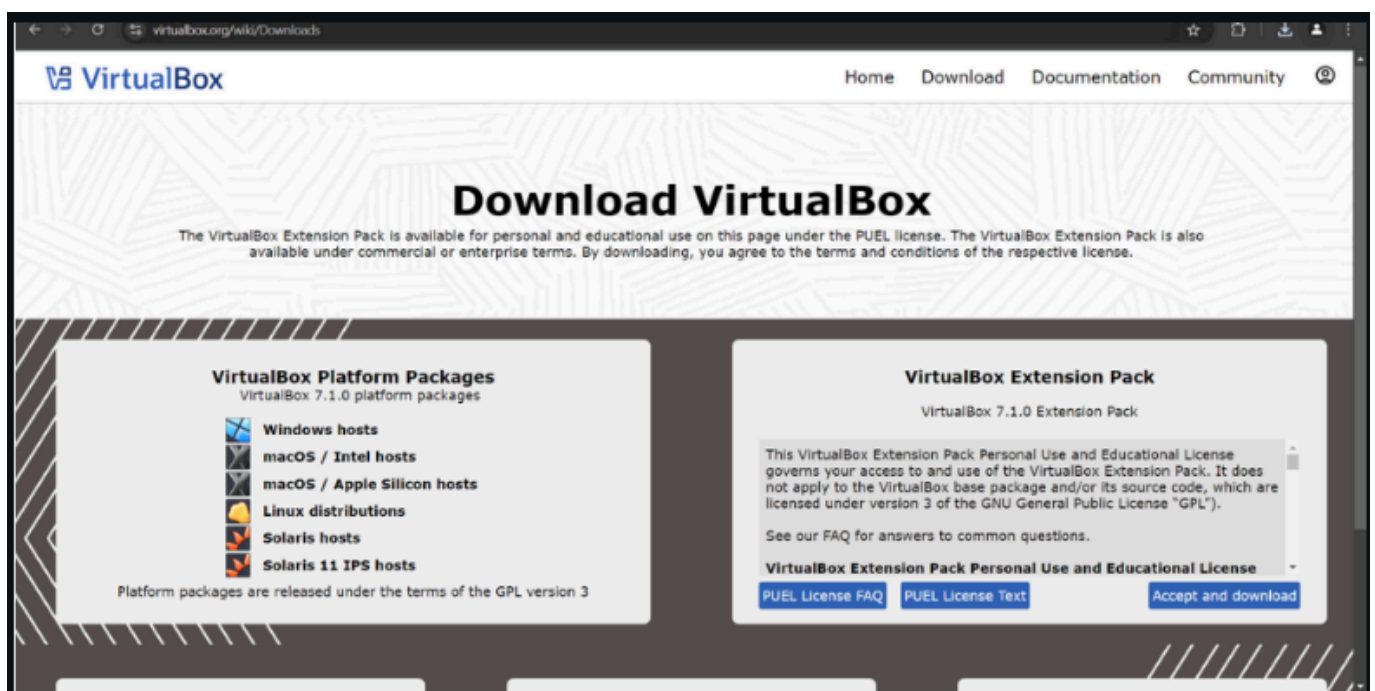 virtualbox.org/wiki/Downloads
VirtualBox
Home Download Documentation Community
Download VirtualBox
The VirtualBox Extension Pack is available for personal and educational use on this page under the PUEL license. The VirtualBox Extension Pack is also
available under commercial or enterprise terms. By downloading, you agree to the terms and conditions of the respective license.
VirtualBox Platform Packages
VirtualBox 7.1.0 platform packages
Windows hosts
macOS / Intel hosts
macOS / Apple Silicon hosts
Linux distributions
Solaris hosts
Solaris 11 IPS hosts
Platform packages are released under the terms of the GPL version 3
VirtualBox Extension Pack
VirtualBox 7.1.0 Extension Pack
This VirtualBox Extension Pack Personal Use and Educational License
governs your access to and use of the VirtualBox Extension Pack. It does
not apply to the VirtualBox base package and/or its source code, which are
licensed under version 3 of the GNU General Public License "GPL").
See our FAQ for answers to common questions.
VirtualBox Extension Pack Personal Use and Educational License
PUEL License FAQ PUEL License Text Accept and download